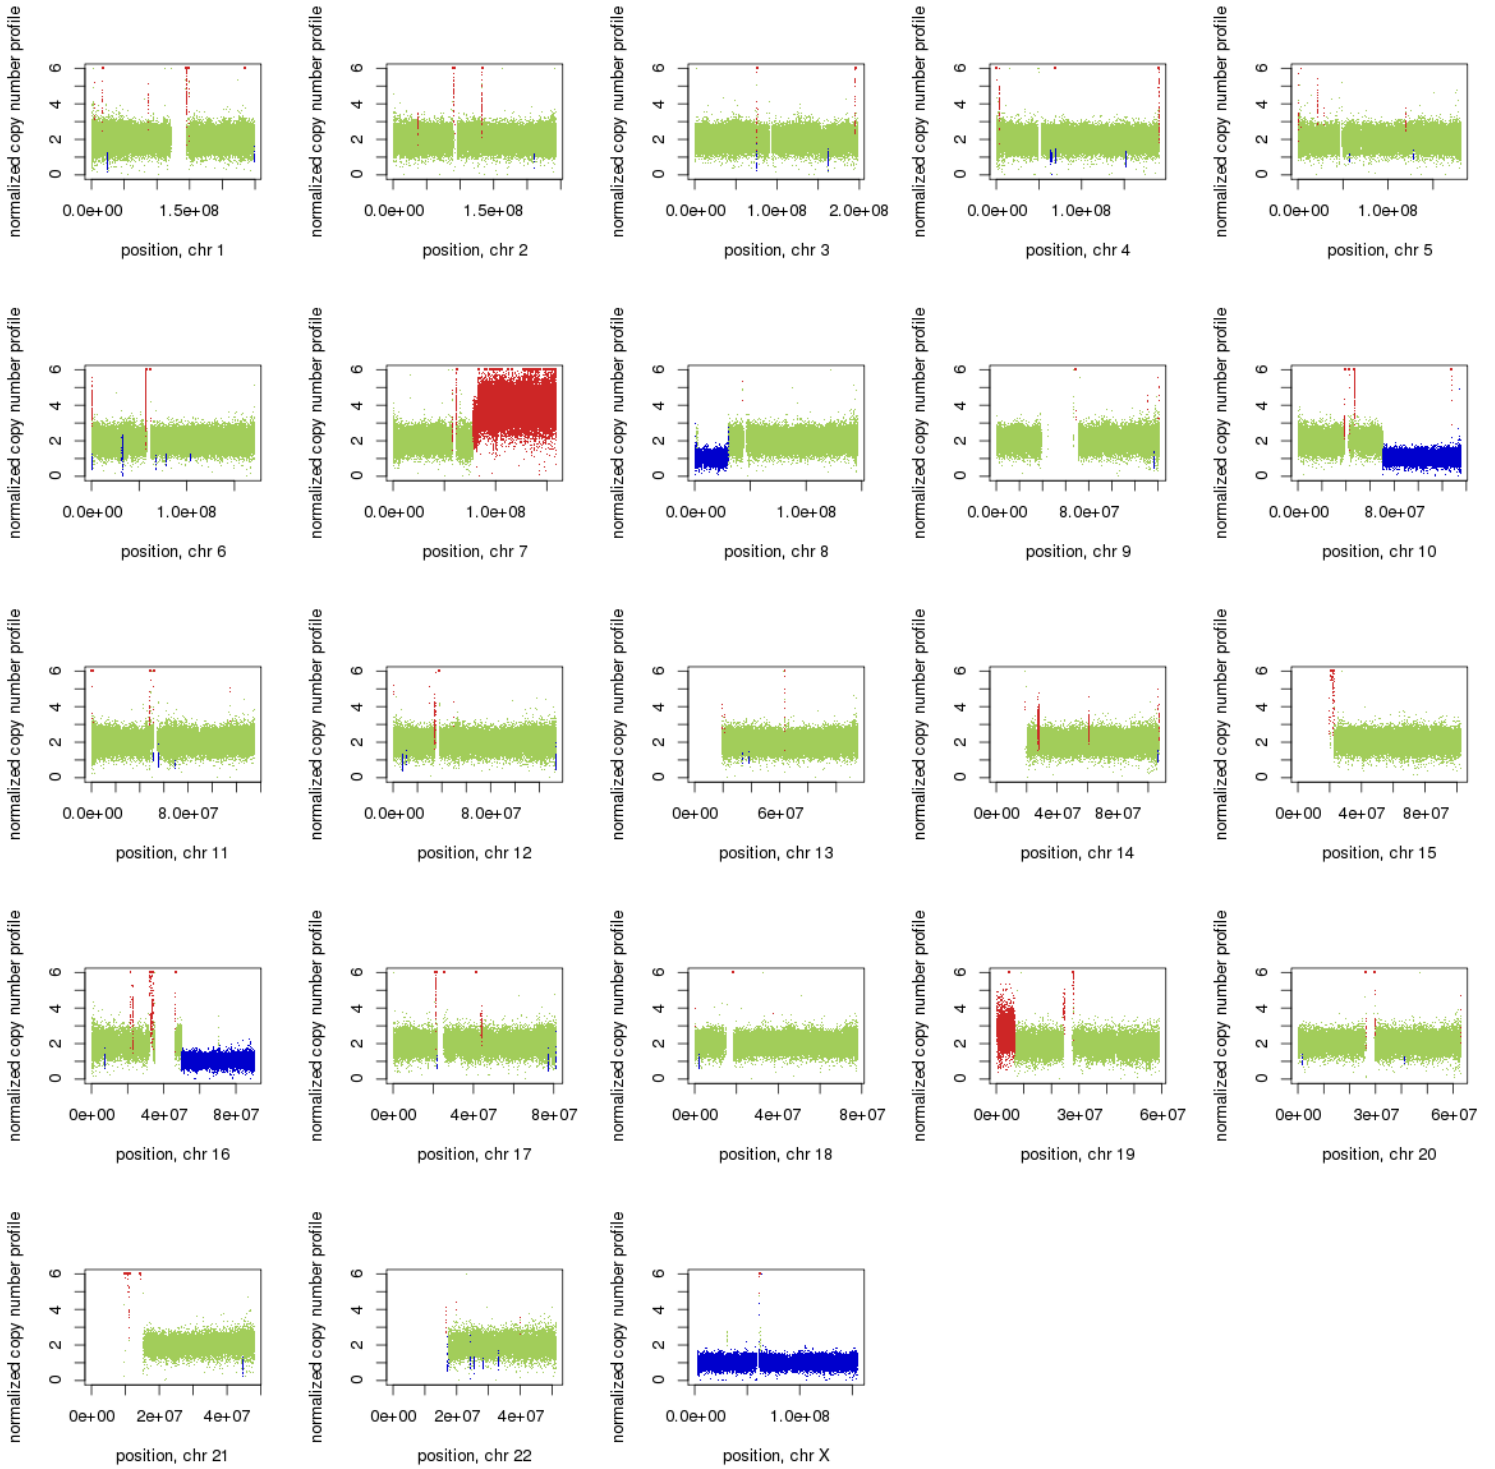 normalized copy number profile
0 2 4 6
0.0e+00 1.5e+08
position, chr 1
normalized copy number profile
0 2 4 6
0.0e+00 1.5e+08
position, chr 2
normalized copy number profile
0 2 4 6
0.0e+00 1.0e+08 2.0e+08
position, chr 3
normalized copy number profile
0 2 4 6
0.0e+00 1.0e+08
position, chr 4
normalized copy number profile
0 2 4 6
0.0e+00 1.0e+08
position, chr 5
normalized copy number profile
0 2 4 6
0.0e+00 1.0e+08
position, chr 6
normalized copy number profile
0 2 4 6
0.0e+00 1.0e+08
position, chr 7
normalized copy number profile
0 2 4 6
0.0e+00 1.0e+08
position, chr 8
normalized copy number profile
0 2 4 6
0.0e+00 8.0e+07
position, chr 9
normalized copy number profile
0 2 4 6
0.0e+00 8.0e+07
position, chr 10
normalized copy number profile
0 2 4 6
0.0e+00 8.0e+07
position, chr 11
normalized copy number profile
0 2 4 6
0.0e+00 8.0e+07
position, chr 12
normalized copy number profile
0 2 4 6
0e+00 6e+07
position, chr 13
normalized copy number profile
0 2 4 6
0e+00 4e+07 8e+07
position, chr 14
normalized copy number profile
0 2 4 6
0e+00 4e+07 8e+07
position, chr 15
normalized copy number profile
0 2 4 6
0e+00 4e+07 8e+07
position, chr 16
normalized copy number profile
0 2 4 6
0e+00 4e+07 8e+07
position, chr 17
normalized copy number profile
0 2 4 6
0e+00 4e+07 8e+07
position, chr 18
normalized copy number profile
0 2 4 6
0e+00 3e+07 6e+07
position, chr 19
normalized copy number profile
0 2 4 6
0e+00 3e+07 6e+07
position, chr 20
normalized copy number profile
0 2 4 6
0e+00 2e+07 4e+07
position, chr 21
normalized copy number profile
0 2 4 6
0e+00 2e+07 4e+07
position, chr 22
normalized copy number profile
0 2 4 6
0.0e+00 1.0e+08
position, chr X